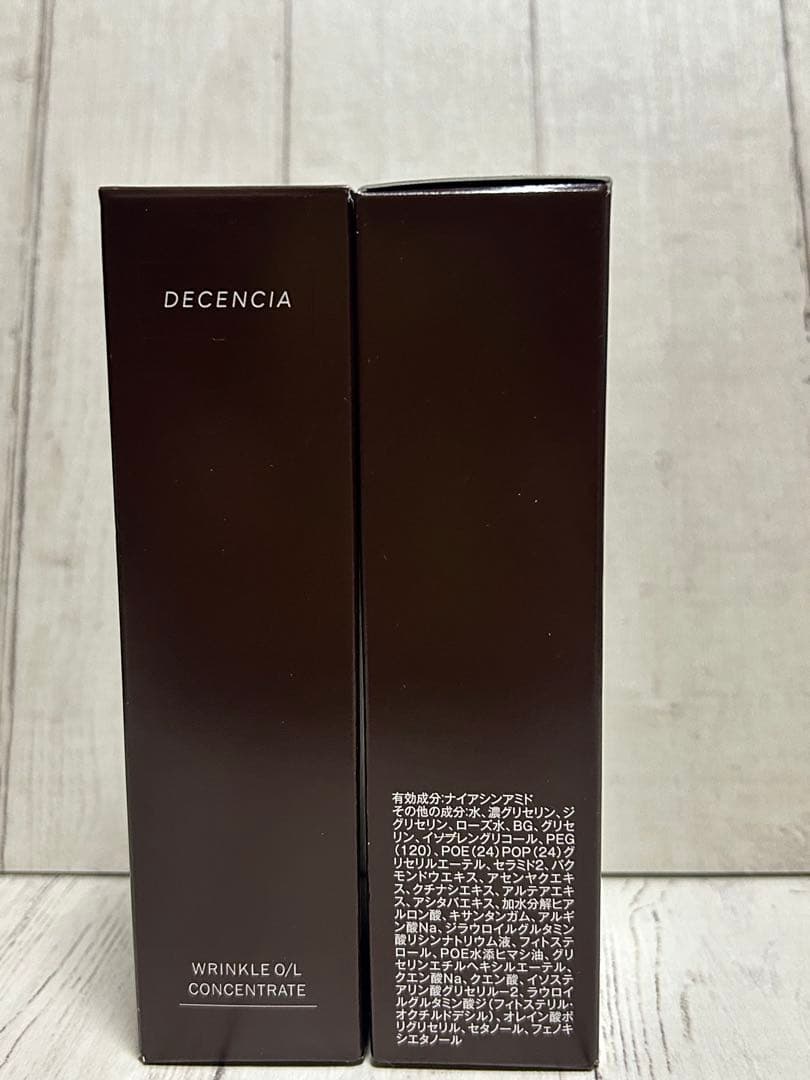 DECENCIA
WRINKLE O/L
CONCENTRATE
有効成分:ナイアシンアミド
その他の成分:水、濃グリセリン、ジ
グリセリン、ローズ水、BG、グリセ
リン、イソプレングリコール、PEG
(120)、POE(24)POP(24)グ
リセリルエーテル、セラミド2、バク
モンドウエキス、アセンヤクエキ
ス、クチナシエキス、アルテアエキ
ス、アシタバエキス、加水分解ヒア
ルロン酸、キサンタンガム、アルギ
ン酸Na、ジラウロイルグルタミン
酸リシンナトリウム液、フィトステ
ロール、POE水添ヒマシ油、グリ
セリンエチルヘキシルエーテル、
クエン酸Na、クエン酸、イソステ
アリン酸グリセリル-2、ラウロイ
ルグルタミン酸ジ(フィトステリル・
オクチルドデシル)、オレイン酸ポ
リグリセリル、セタノール、フェノキ
シエタノール